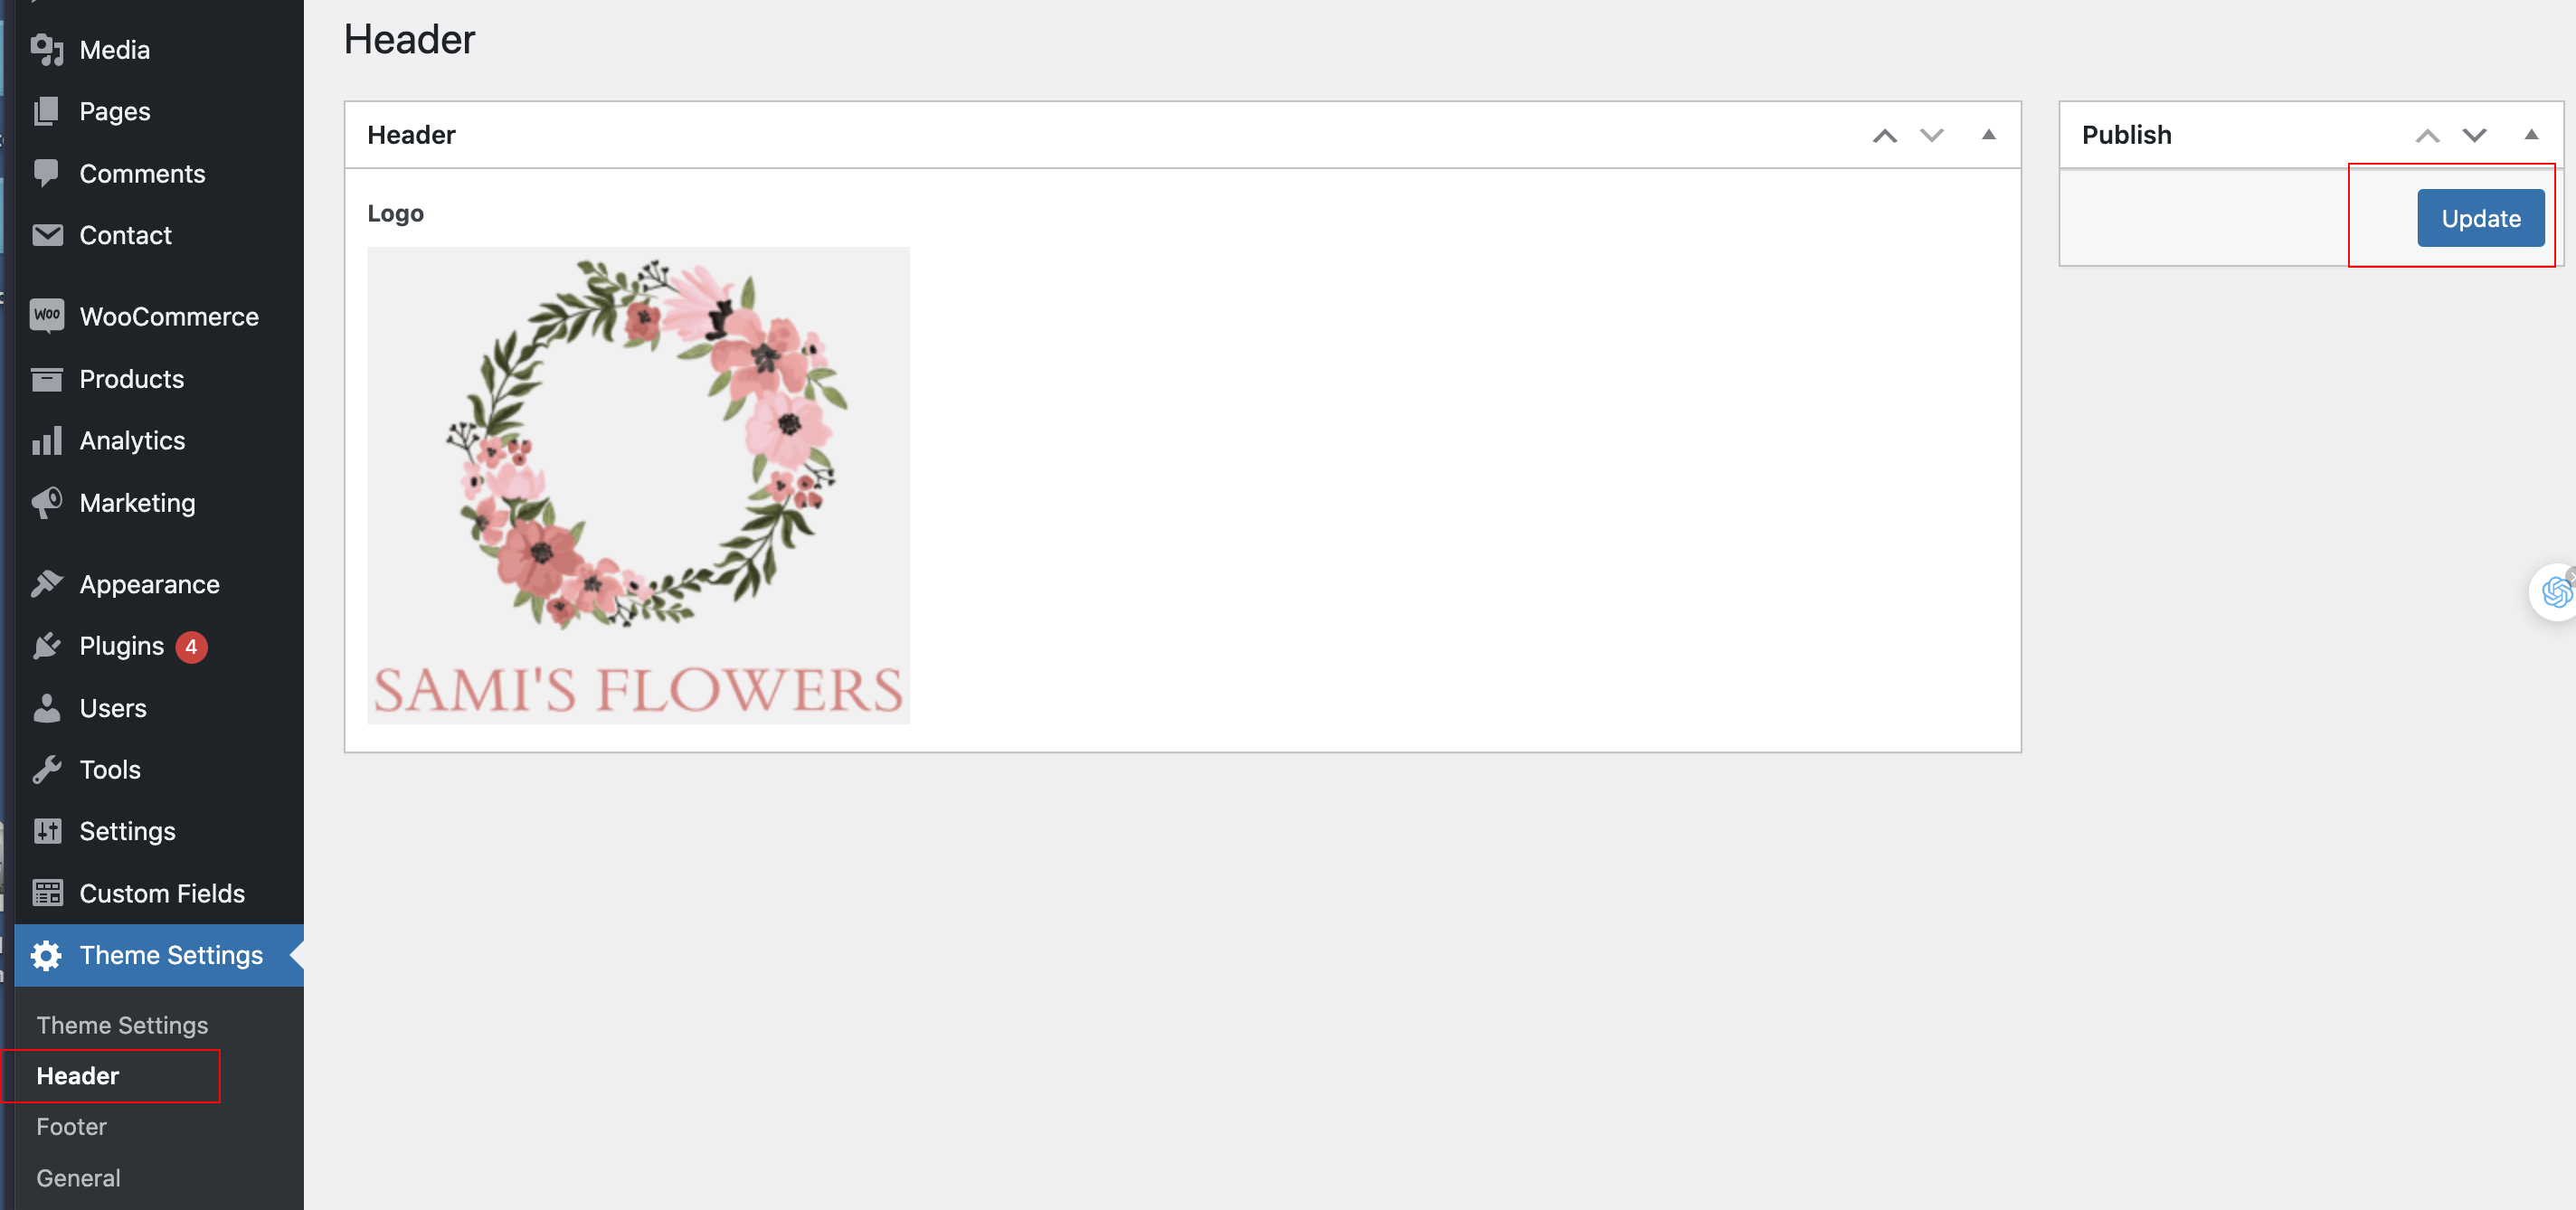 Media
Pages
Comments
Contact
WOO WooCommerce
Products
Analytics
Marketing
Appearance
Plugins 4
Users
Tools
Settings
Custom Fields
Theme Settings
Theme Settings
Header
Footer
General
Header
Header
Logo
SAMI'S FLOWERS
Publish
Update